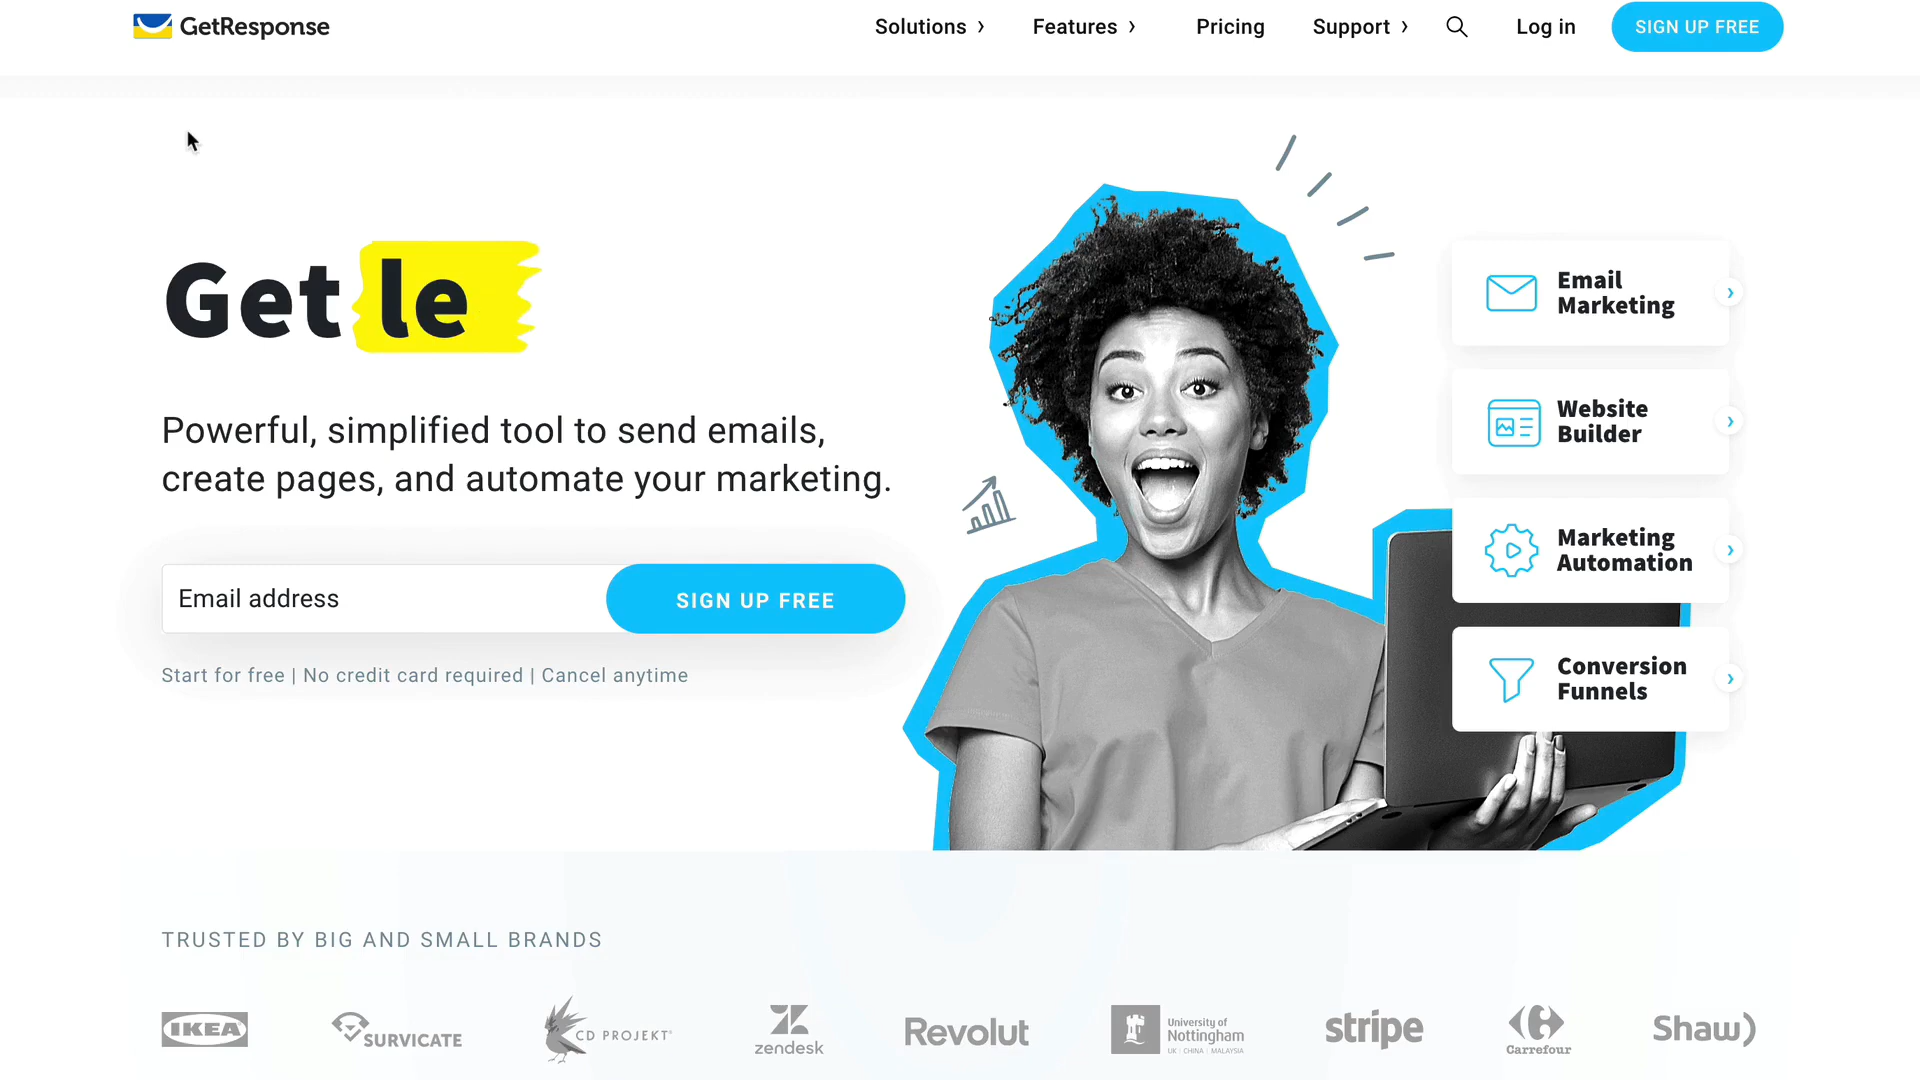 GetResponse
Solutions
Features
Pricing
Support
Log in
SIGN UP FREE
Get le
Powerful, simplified tool to send emails,
create pages, and automate your marketing.
Email address
SIGN UP FREE
Start for free | No credit card required | Cancel anytime
Email
Marketing
Website
Builder
Marketing
Automation
Conversion
Funnels
TRUSTED BY BIG AND SMALL BRANDS
IKEA
SURVICATE
CD PROJEKT
zendesk
Revolut
University of
Nottingham
UK | CHINA | MALAYSIA
stripe
Carrefour
Shaw)